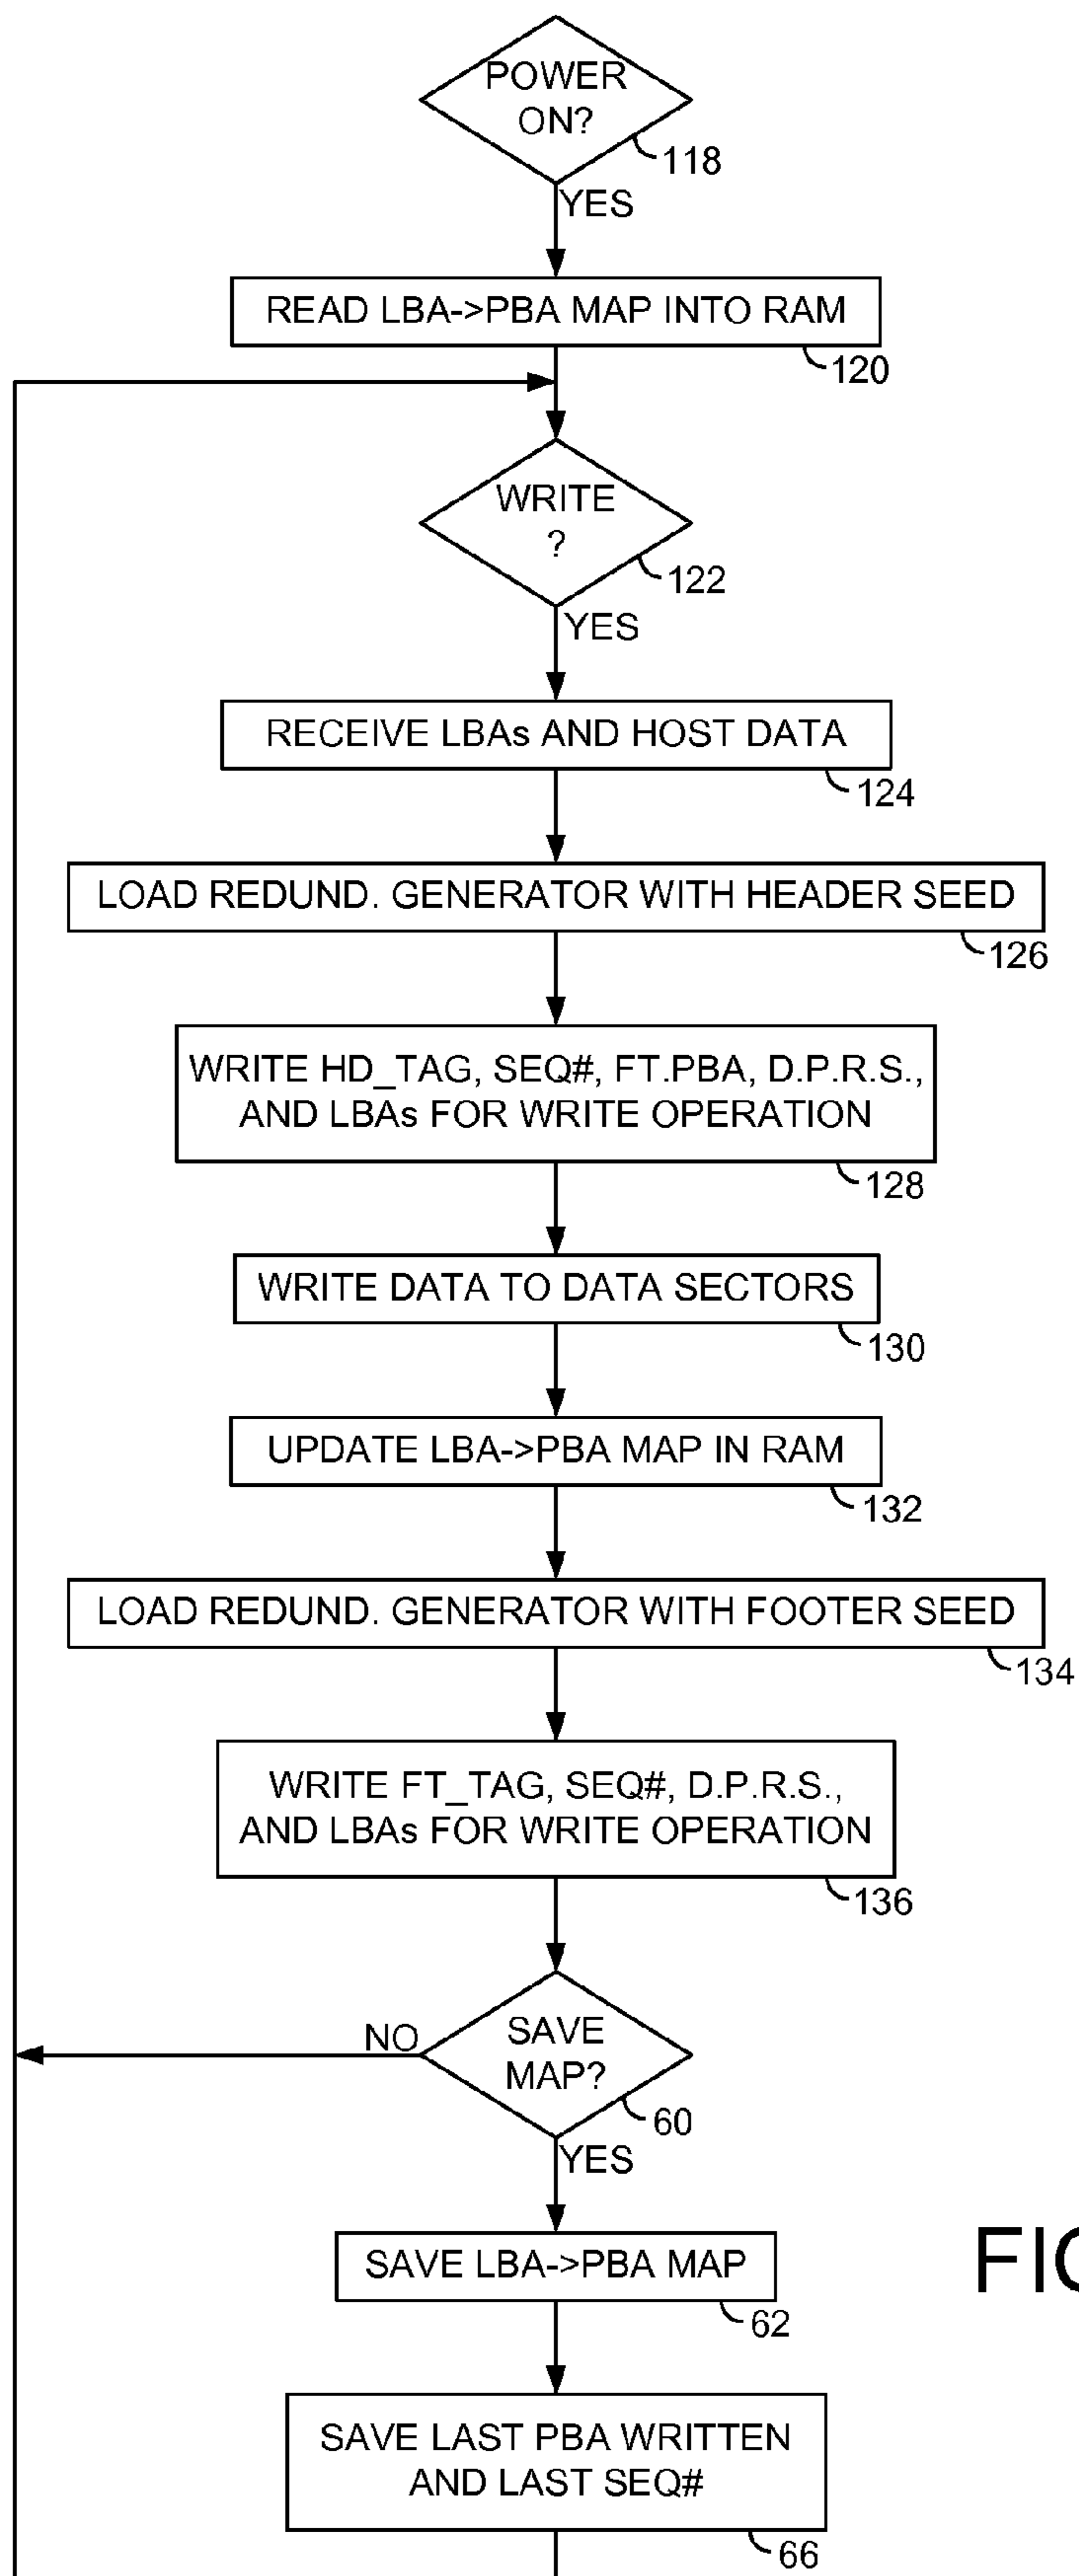 POWER
ON?
118
YES
READ LBA->PBA MAP INTO RAM
120
WRITE
?
122
YES
RECEIVE LBAs AND HOST DATA
124
LOAD REDUND. GENERATOR WITH HEADER SEED
126
WRITE HD_TAG, SEQ#, FT.PBA, D.P.R.S.,
AND LBAs FOR WRITE OPERATION
128
WRITE DATA TO DATA SECTORS
130
UPDATE LBA->PBA MAP IN RAM
132
LOAD REDUND. GENERATOR WITH FOOTER SEED
134
WRITE FT_TAG, SEQ#, D.P.R.S.,
AND LBAs FOR WRITE OPERATION
136
NO
SAVE
MAP?
60
YES
SAVE LBA->PBA MAP
62
SAVE LAST PBA WRITTEN
AND LAST SEQ#
66